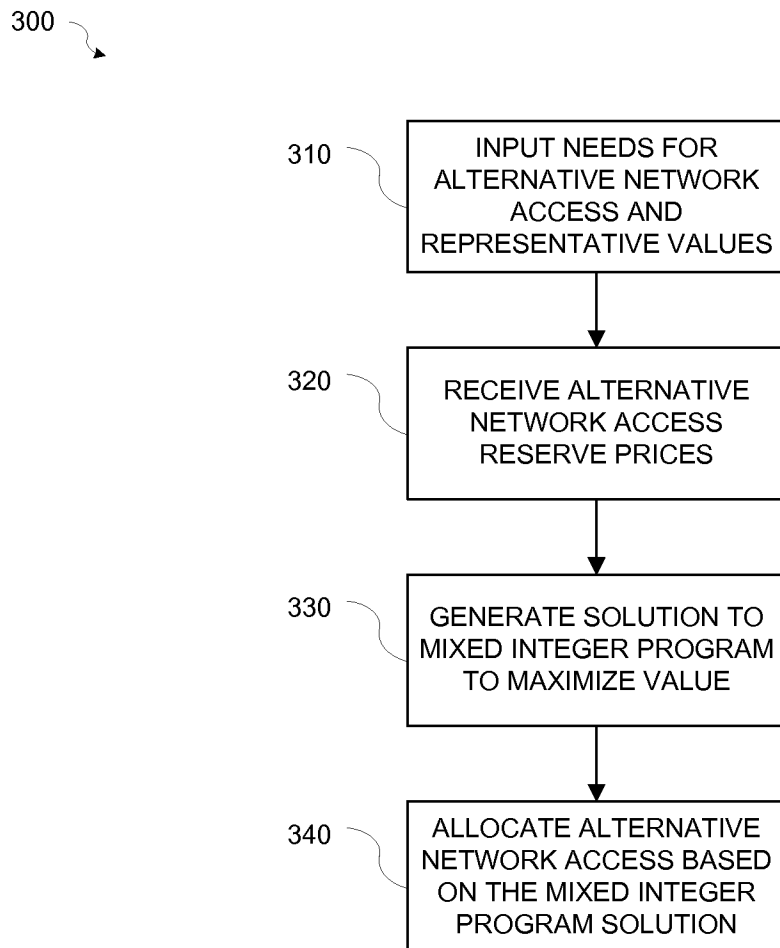 300
310
INPUT NEEDS FOR
ALTERNATIVE NETWORK
ACCESS AND
REPRESENTATIVE VALUES
320
RECEIVE ALTERNATIVE
NETWORK ACCESS
RESERVE PRICES
330
GENERATE SOLUTION TO
MIXED INTEGER PROGRAM
TO MAXIMIZE VALUE
340
ALLOCATE ALTERNATIVE
NETWORK ACCESS BASED
ON THE MIXED INTEGER
PROGRAM SOLUTION